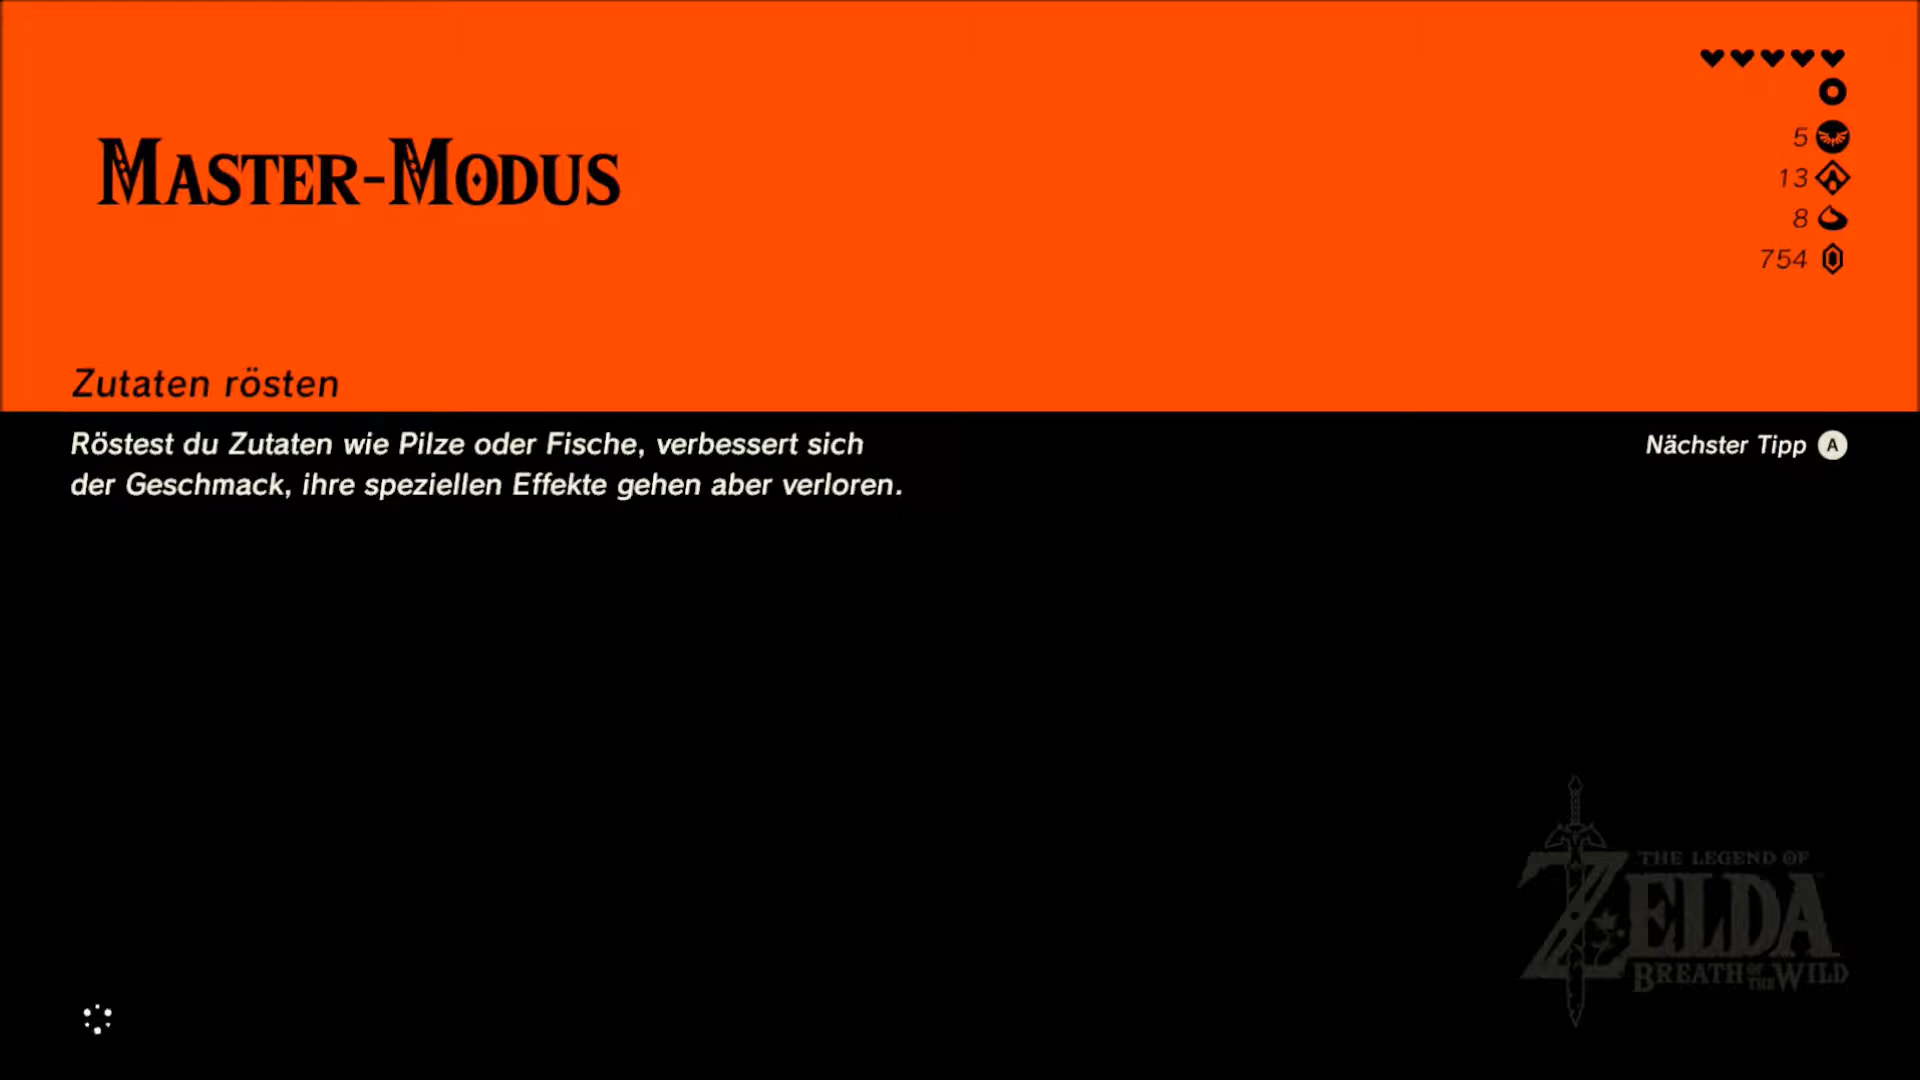 MASTER-MODUS
5
13
8
754
Zutaten rösten
Röstest du Zutaten wie Pilze oder Fische, verbessert sich
der Geschmack, ihre speziellen Effekte gehen aber verloren.
Nächster Tipp A
THE LEGEND OF
ZELDA
BREATH OF THE WILD